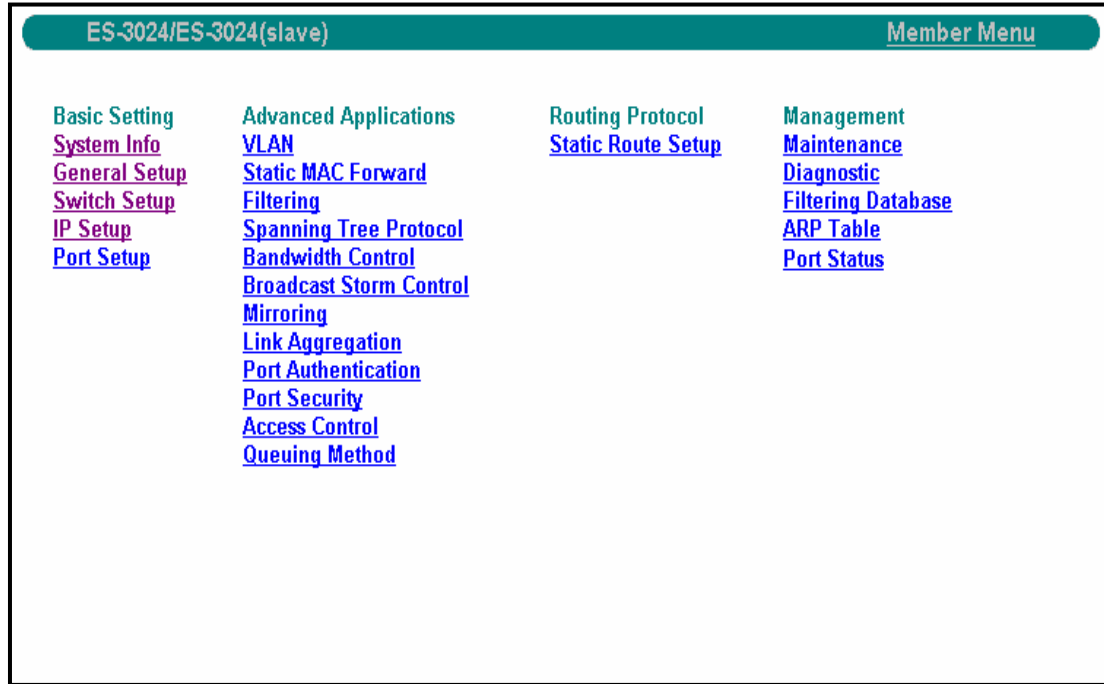 ES-3024/ES-3024(slave) Member Menu
Basic Setting
System Info
General Setup
Switch Setup
IP Setup
Port Setup
Advanced Applications
VLAN
Static MAC Forward
Filtering
Spanning Tree Protocol
Bandwidth Control
Broadcast Storm Control
Mirroring
Link Aggregation
Port Authentication
Port Security
Access Control
Queuing Method
Routing Protocol
Static Route Setup
Management
Maintenance
Diagnostic
Filtering Database
ARP Table
Port Status